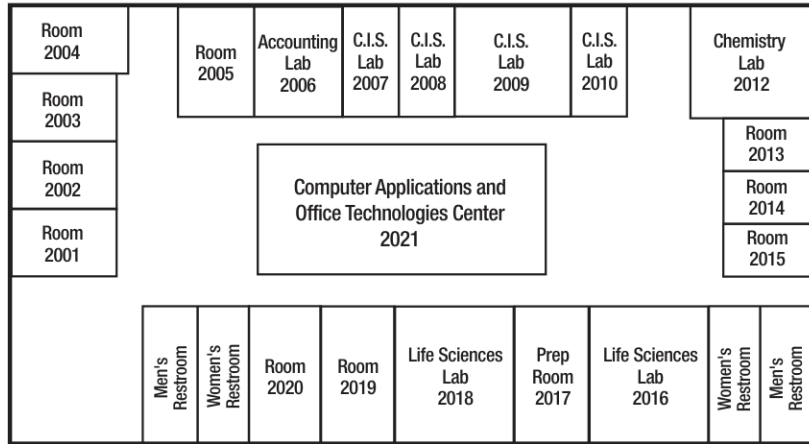 Room
2004
Room
2005
Accounting
Lab
2006
C.I.S.
Lab
2007
C.I.S.
Lab
2008
C.I.S.
Lab
2009
C.I.S.
Lab
2010
Chemistry
Lab
2012
Room
2003
Room
2002
Room
2001
Computer Applications and
Office Technologies Center
2021
Room
2013
Room
2014
Room
2015
Men's
Restroom
Women's
Restroom
Room
2020
Room
2019
Life Sciences
Lab
2018
Prep
Room
2017
Life Sciences
Lab
2016
Women's
Restroom
Men's
Restroom